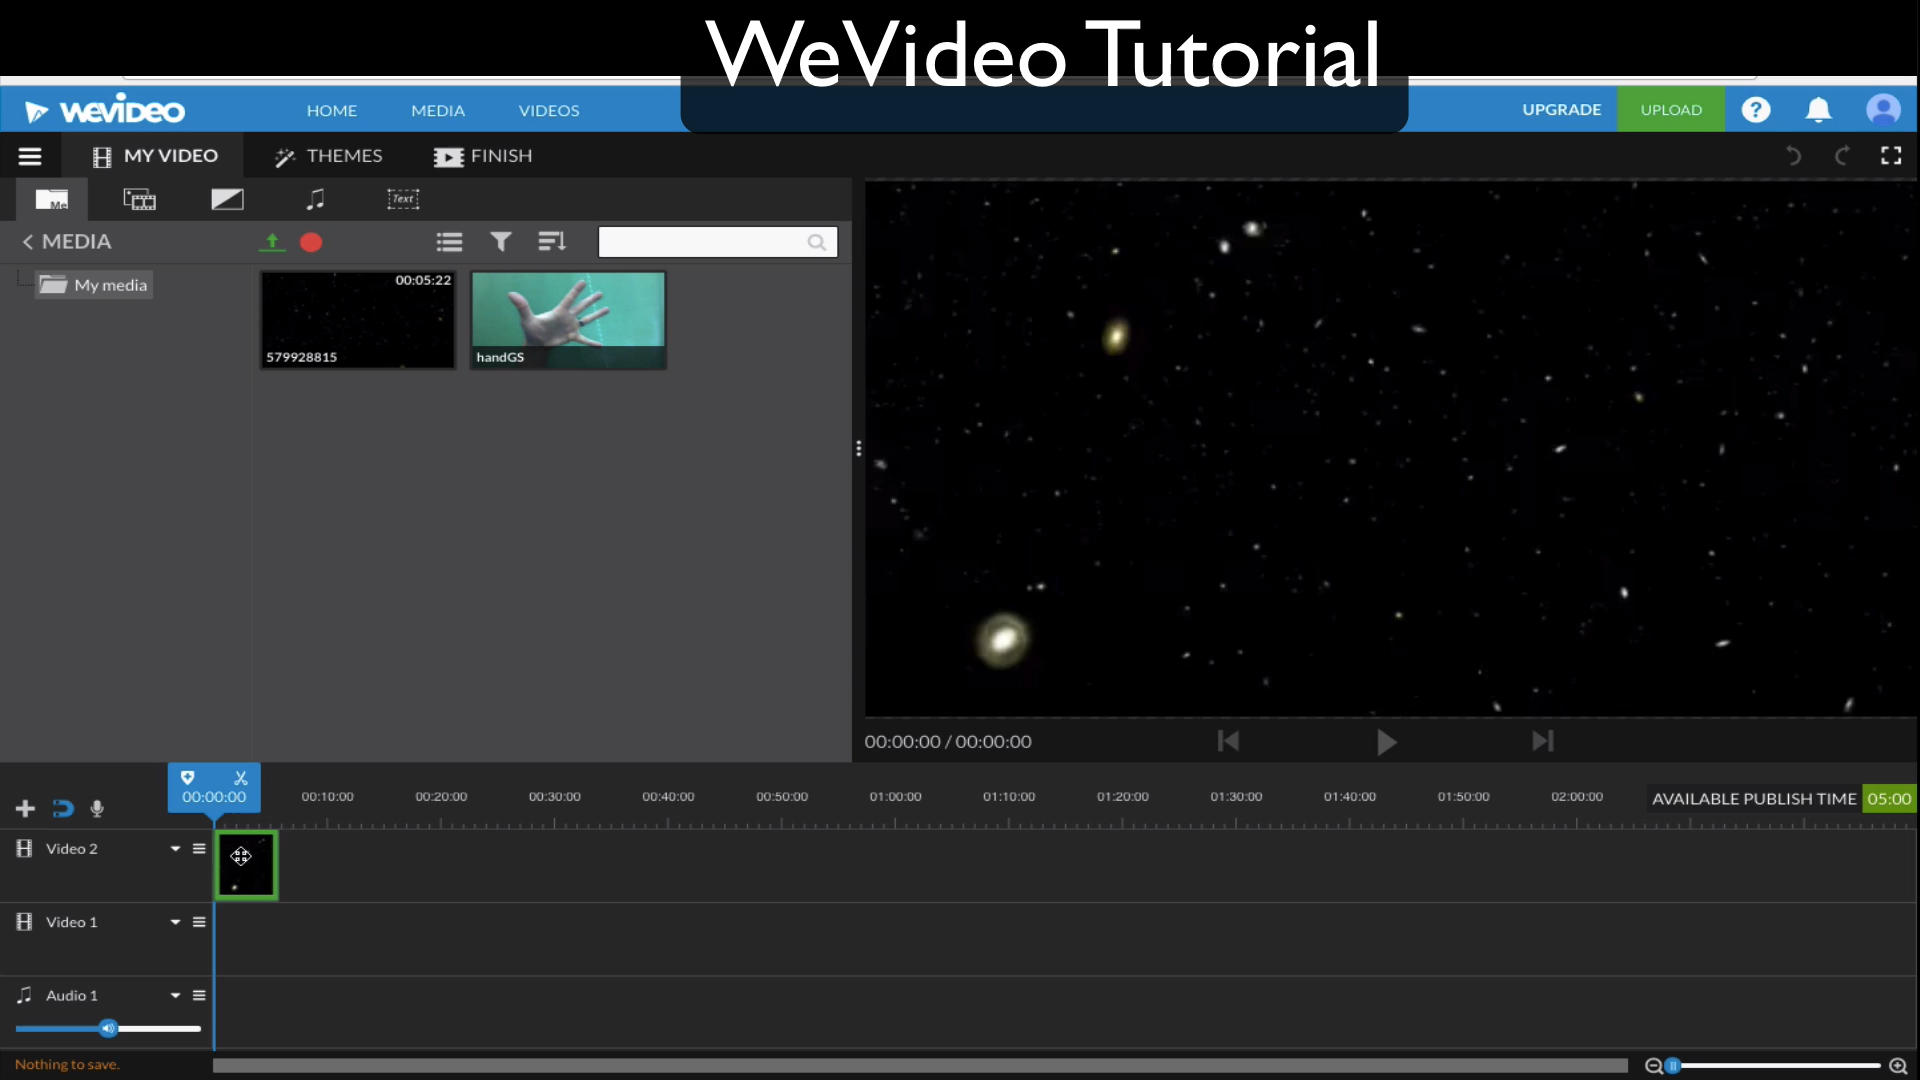 WeVideo Tutorial
WEVIDEO HOME MEDIA VIDEOS UPGRADE UPLOAD ?
MY VIDEO THEMES FINISH
Me Text
< MEDIA
My media
00:05:22
579928815 handGS
00:00:00 / 00:00:00
00:00:00 00:10:00 00:20:00 00:30:00 00:40:00 00:50:00 01:00:00 01:10:00 01:20:00 01:30:00 01:40:00 01:50:00 02:00:00 AVAILABLE PUBLISH TIME 05:00
Video 2
Video 1
Audio 1
Nothing to save.